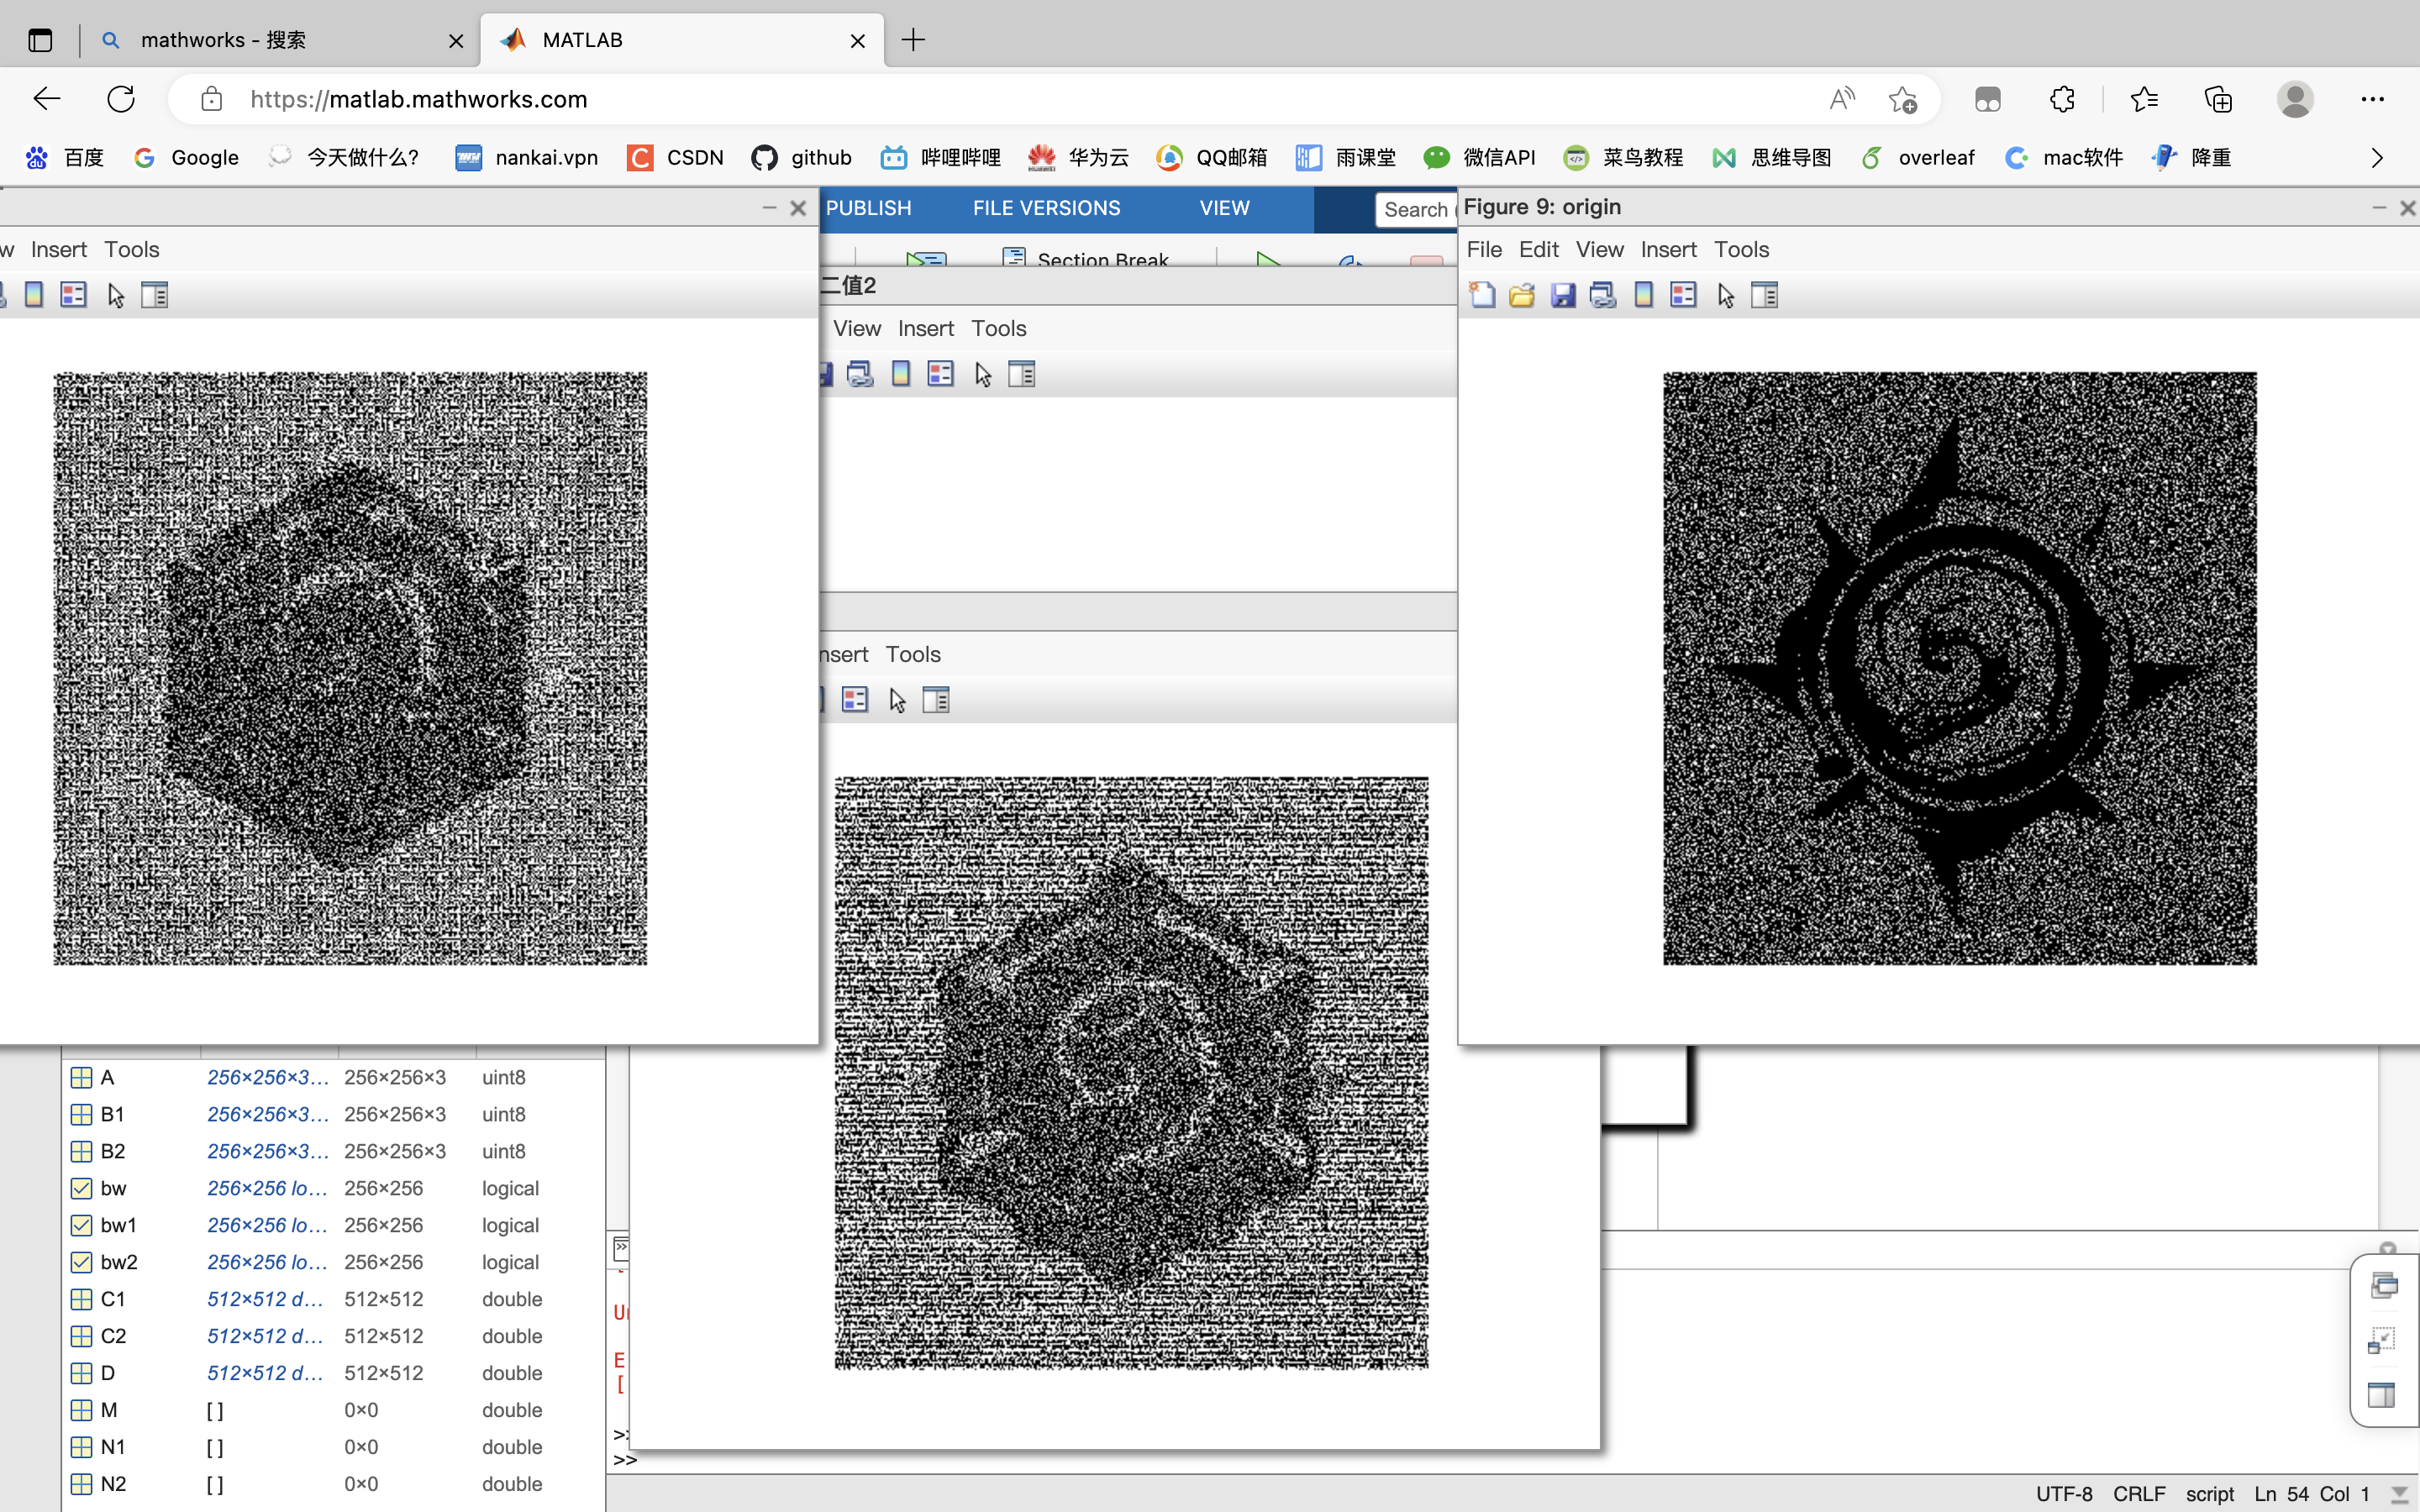 mathworks - 搜索
MATLAB
https://matlab.mathworks.com
百度 Google 今天做什么? nankai.vpn CSDN github 哔哩哔哩 华为云 QQ邮箱 雨课堂 微信API 菜鸟教程 思维导图 overleaf mac软件 降重
PUBLISH FILE VERSIONS VIEW Search
Figure 9: origin
w Insert Tools
File Edit View Insert Tools
Section Break
二值2
View Insert Tools
nsert Tools
A 256×256×3... 256×256×3 uint8
B1 256×256×3... 256×256×3 uint8
B2 256×256×3... 256×256×3 uint8
bw 256×256 lo... 256×256 logical
bw1 256×256 lo... 256×256 logical
bw2 256×256 lo... 256×256 logical
C1 512×512 d... 512×512 double
C2 512×512 d... 512×512 double
D 512×512 d... 512×512 double
M [ ] 0×0 double
N1 [ ] 0×0 double
N2 [ ] 0×0 double
E
[
>>
UTF-8 CRLF script Ln 54 Col 1